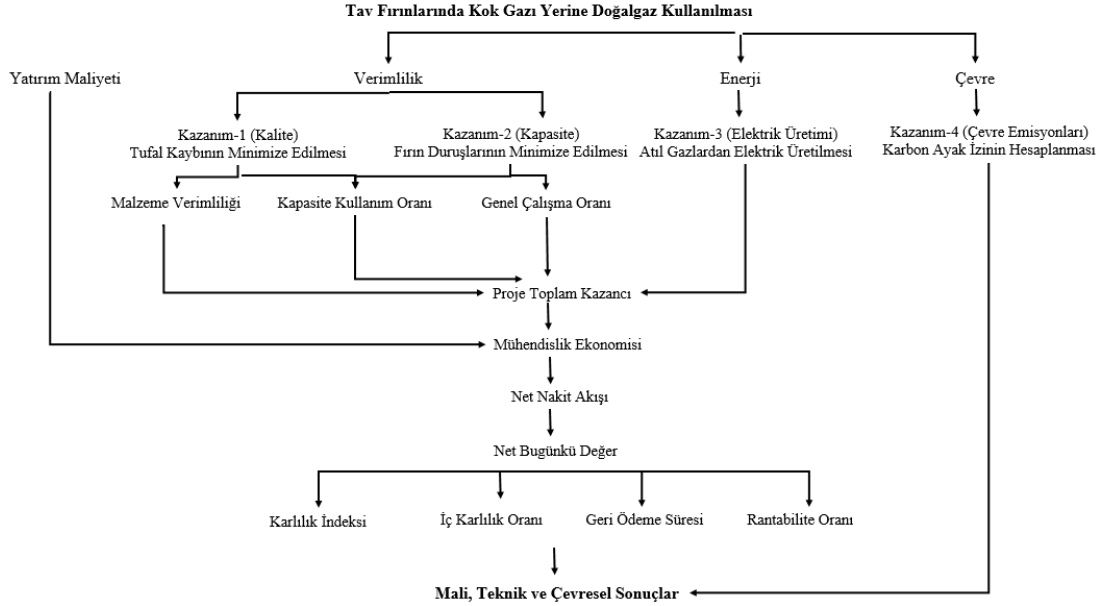 Tav Fırınlarında Kok Gazı Yerine Doğalgaz Kullanılması
Yatırım Maliyeti
Verimlilik
Enerji
Çevre
Kazanım-1 (Kalite)
Tufal Kaybının Minimize Edilmesi
Kazanım-2 (Kapasite)
Fırın Duruşlarının Minimize Edilmesi
Kazanım-3 (Elektrik Üretimi)
Atıl Gazlardan Elektrik Üretilmesi
Kazanım-4 (Çevre Emisyonları)
Karbon Ayak İzinin Hesaplanması
Malzeme Verimliliği
Kapasite Kullanım Oranı
Genel Çalışma Oranı
Proje Toplam Kazancı
Mühendislik Ekonomisi
Net Nakit Akışı
Net Bugünkü Değer
Karlılık İndeksi
İç Karlılık Oranı
Geri Ödeme Süresi
Rantabilite Oranı
Mali, Teknik ve Çevresel Sonuçlar